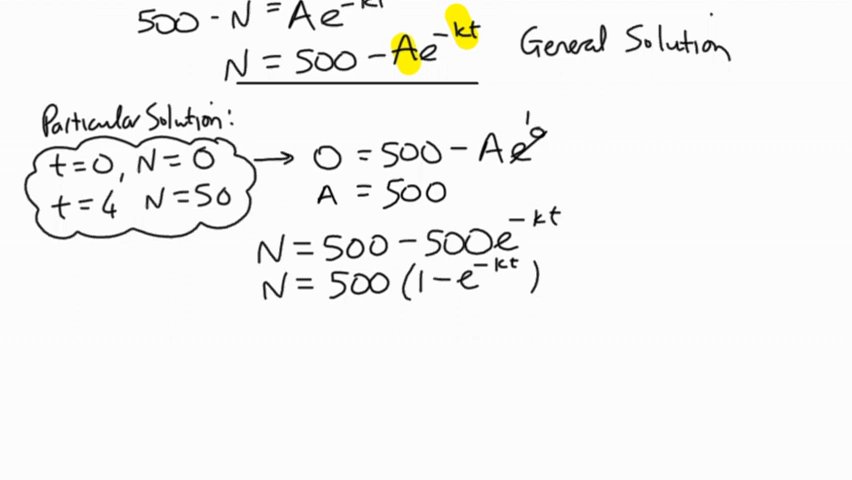 500 - N = Ae^-kt
N = 500 - Ae^-kt
General Solution
Particular Solution:
t=0, N=0 → 0 = 500 - Ae^0 1
t=4 N=50
A = 500
N = 500 - 500e^-kt
N = 500 (1 - e^-kt)